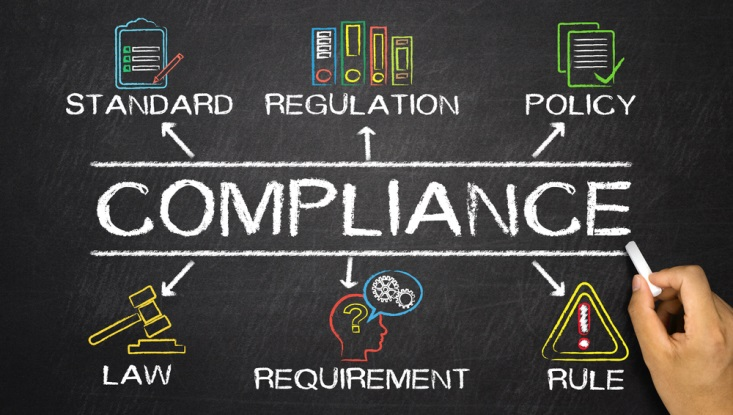 STANDARD REGULATION POLICY
COMPLIANCE
LAW REQUIREMENT RULE